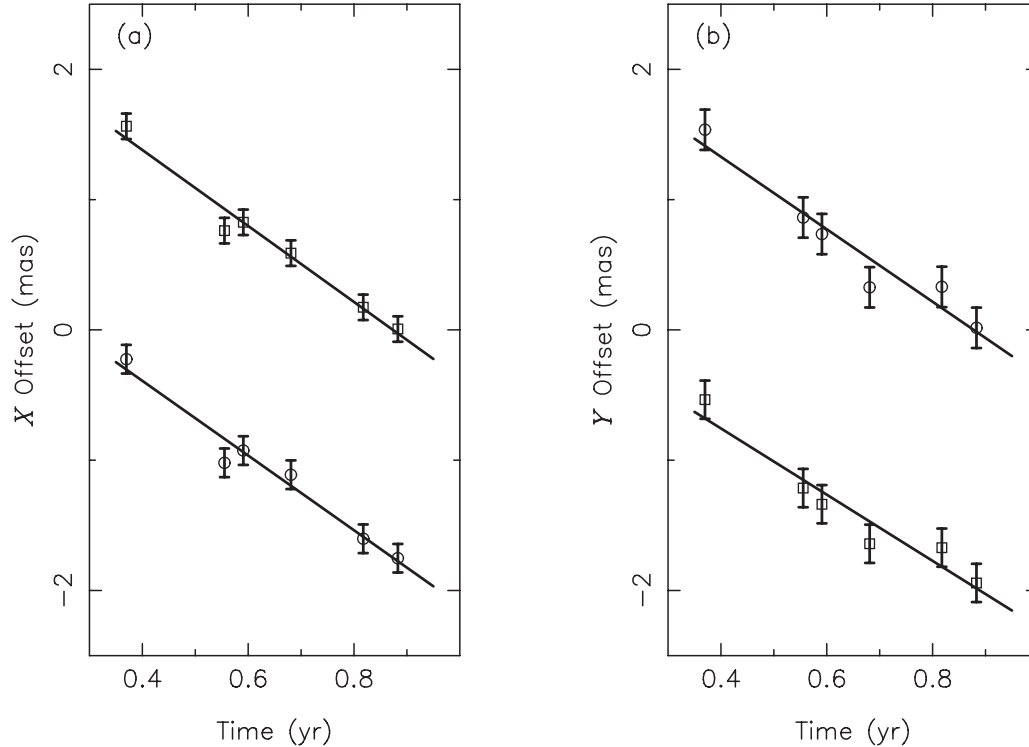 (a)
2
0
−2
X Offset (mas)
0.4 0.6 0.8
Time (yr)
(b)
2
0
−2
Y Offset (mas)
0.4 0.6 0.8
Time (yr)